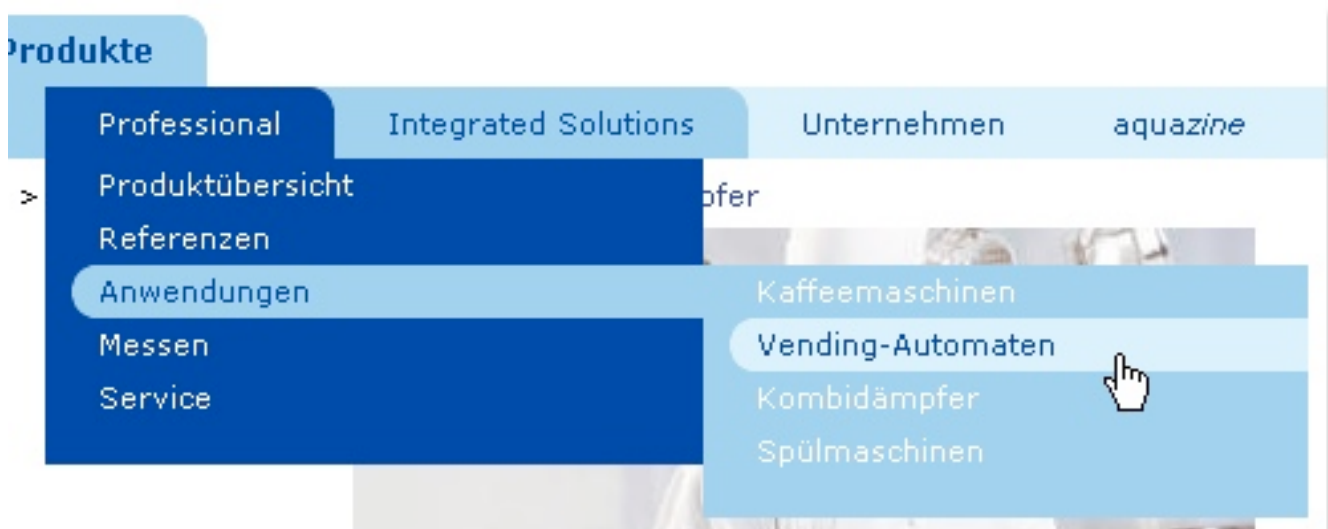 Produkte
Professional Integrated Solutions Unternehmen aquazine
Produktübersicht
>
Referenzen
Anwendungen Kaffeemaschinen
Messen Vending-Automaten
Service Kombidämpfer
Spülmaschinen